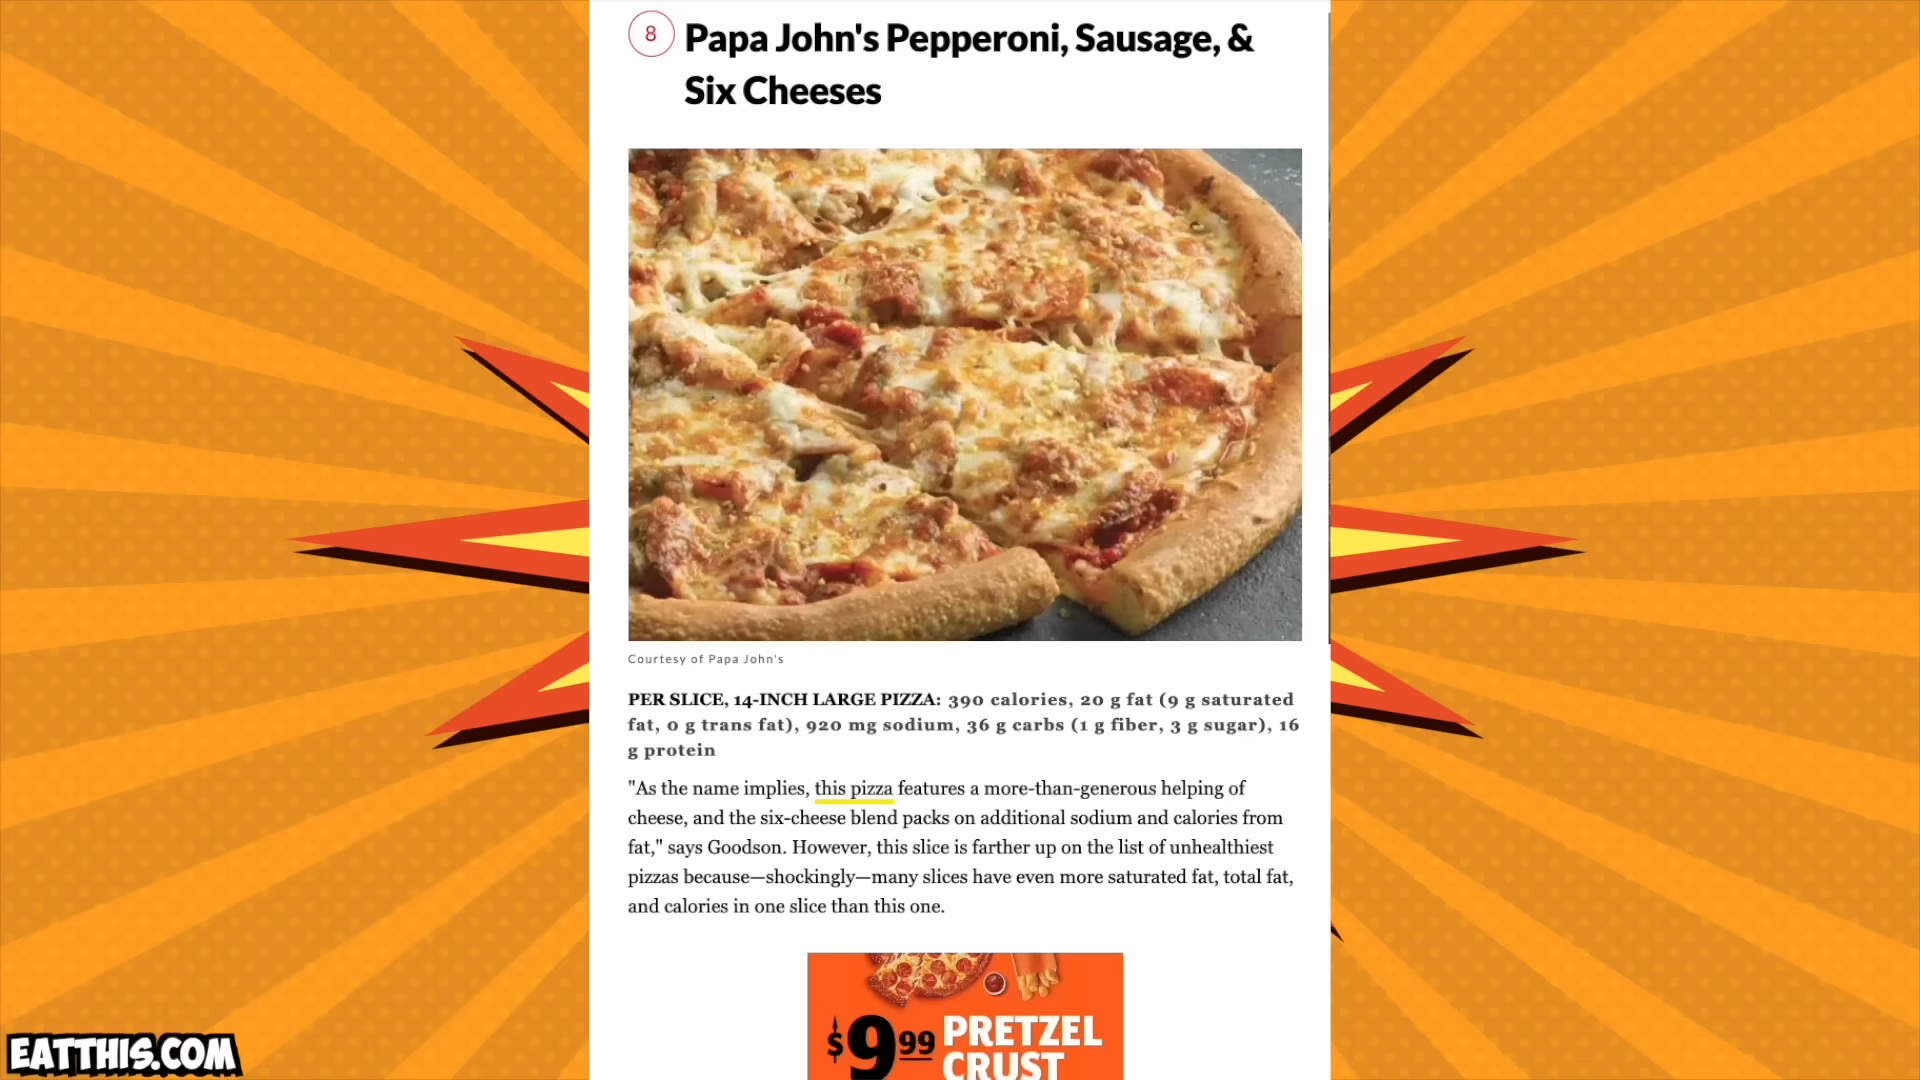 8
Papa John's Pepperoni, Sausage, &
Six Cheeses
Courtesy of Papa John's
PER SLICE, 14-INCH LARGE PIZZA: 390 calories, 20 g fat (9 g saturated
fat, 0 g trans fat), 920 mg sodium, 36 g carbs (1 g fiber, 3 g sugar), 16
g protein
"As the name implies, this pizza features a more-than-generous helping of
cheese, and the six-cheese blend packs on additional sodium and calories from
fat," says Goodson. However, this slice is farther up on the list of unhealthiest
pizzas because—shockingly—many slices have even more saturated fat, total fat,
and calories in one slice than this one.
$9.99 PRETZEL
CRUST
EATTHIS.COM